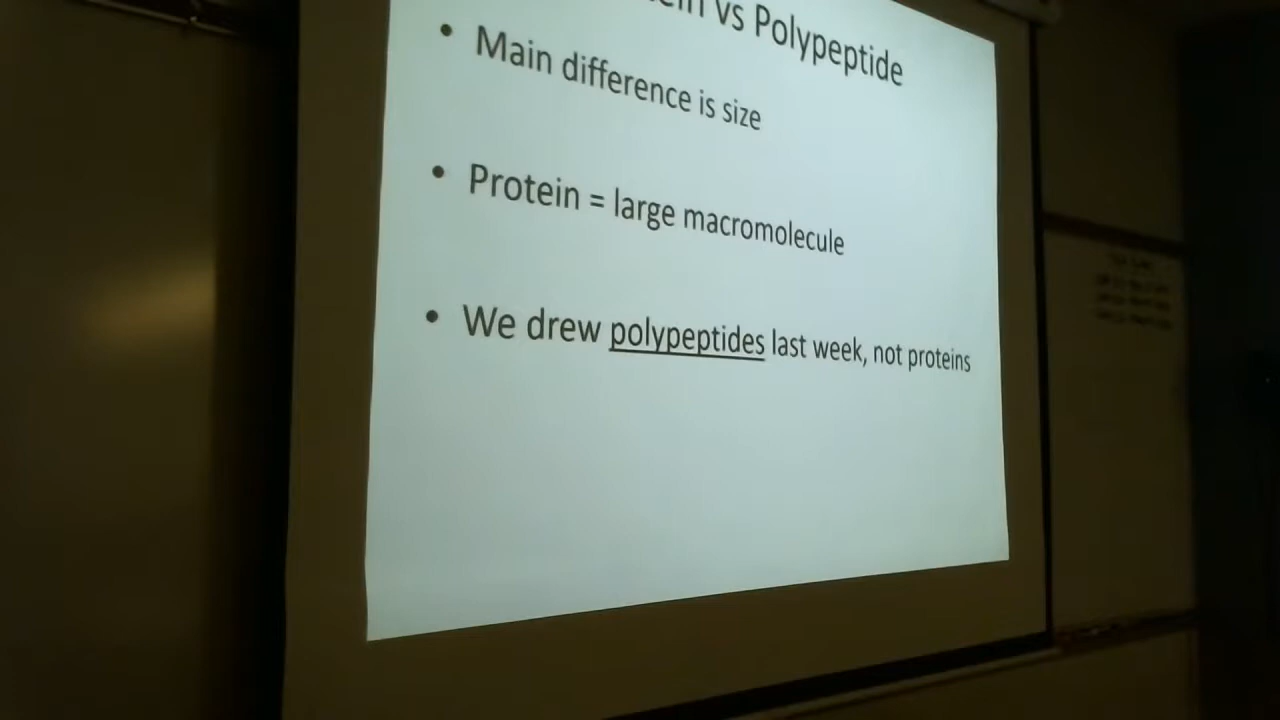 vs Polypeptide
• Main difference is size
• Protein = large macromolecule
• We drew polypeptides last week, not proteins